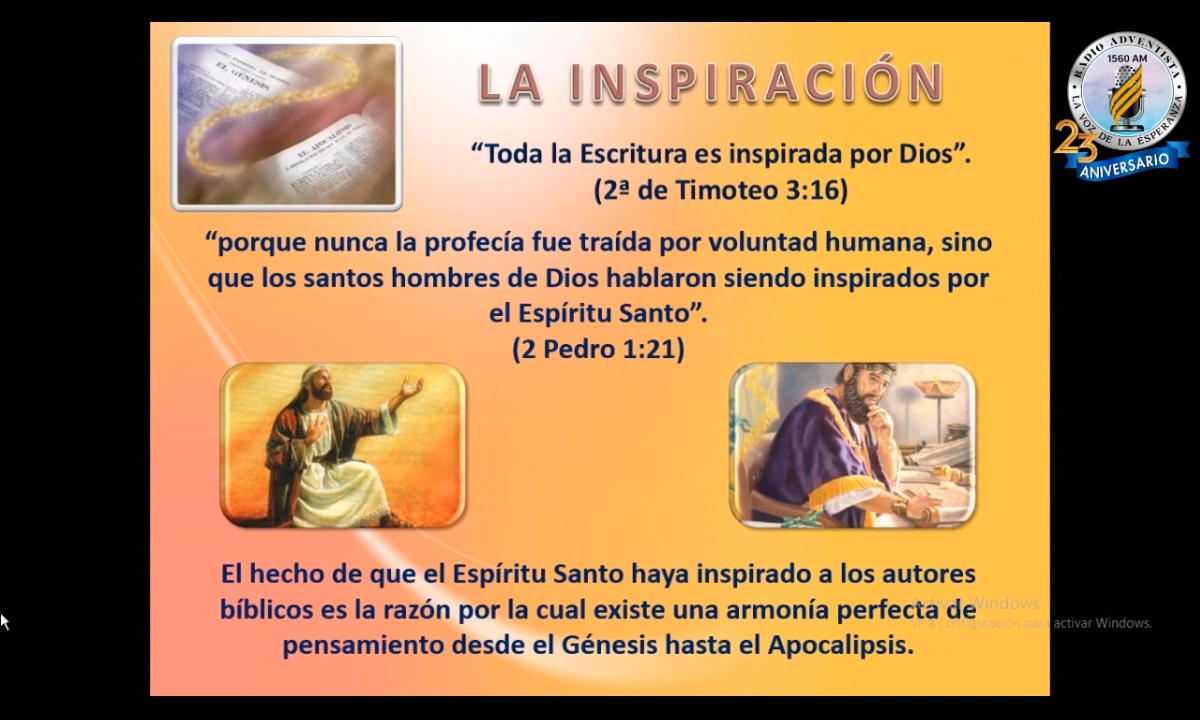 LA INSPIRACIÓN
“Toda la Escritura es inspirada por Dios”.
(2ª de Timoteo 3:16)
“porque nunca la profecía fue traída por voluntad humana, sino
que los santos hombres de Dios hablaron siendo inspirados por
el Espíritu Santo”.
(2 Pedro 1:21)
El hecho de que el Espíritu Santo haya inspirado a los autores
bíblicos es la razón por la cual existe una armonía perfecta de
pensamiento desde el Génesis hasta el Apocalipsis.
EL GÉNESIS
EL APOCALIPSIS
RADIO ADVENTISTA
1560 AM
LA VOZ DE LA ESPERANZA
23
ANIVERSARIO
Activar Windows
Ve a Configuración para activar Windows.